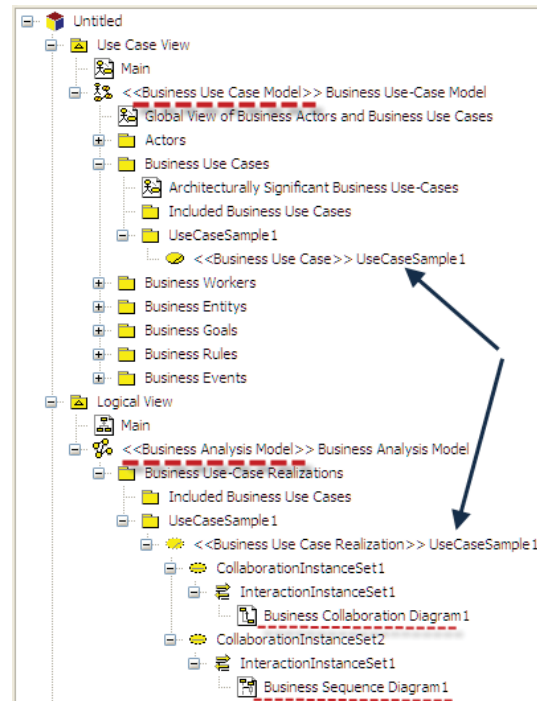 Untitled
Use Case View
Main
<<Business Use Case Model>> Business Use-Case Model
Global View of Business Actors and Business Use Cases
Actors
Business Use Cases
Architecturally Significant Business Use-Cases
Included Business Use Cases
UseCaseSample1
<<Business Use Case>> UseCaseSample1
Business Workers
Business Entitys
Business Goals
Business Rules
Business Events
Logical View
Main
<<Business Analysis Model>> Business Analysis Model
Business Use-Case Realizations
Included Business Use Cases
UseCaseSample1
<<Business Use Case Realization>> UseCaseSample1
CollaborationInstanceSet1
InteractionInstanceSet1
Business Collaboration Diagram1
CollaborationInstanceSet2
InteractionInstanceSet1
Business Sequence Diagram1